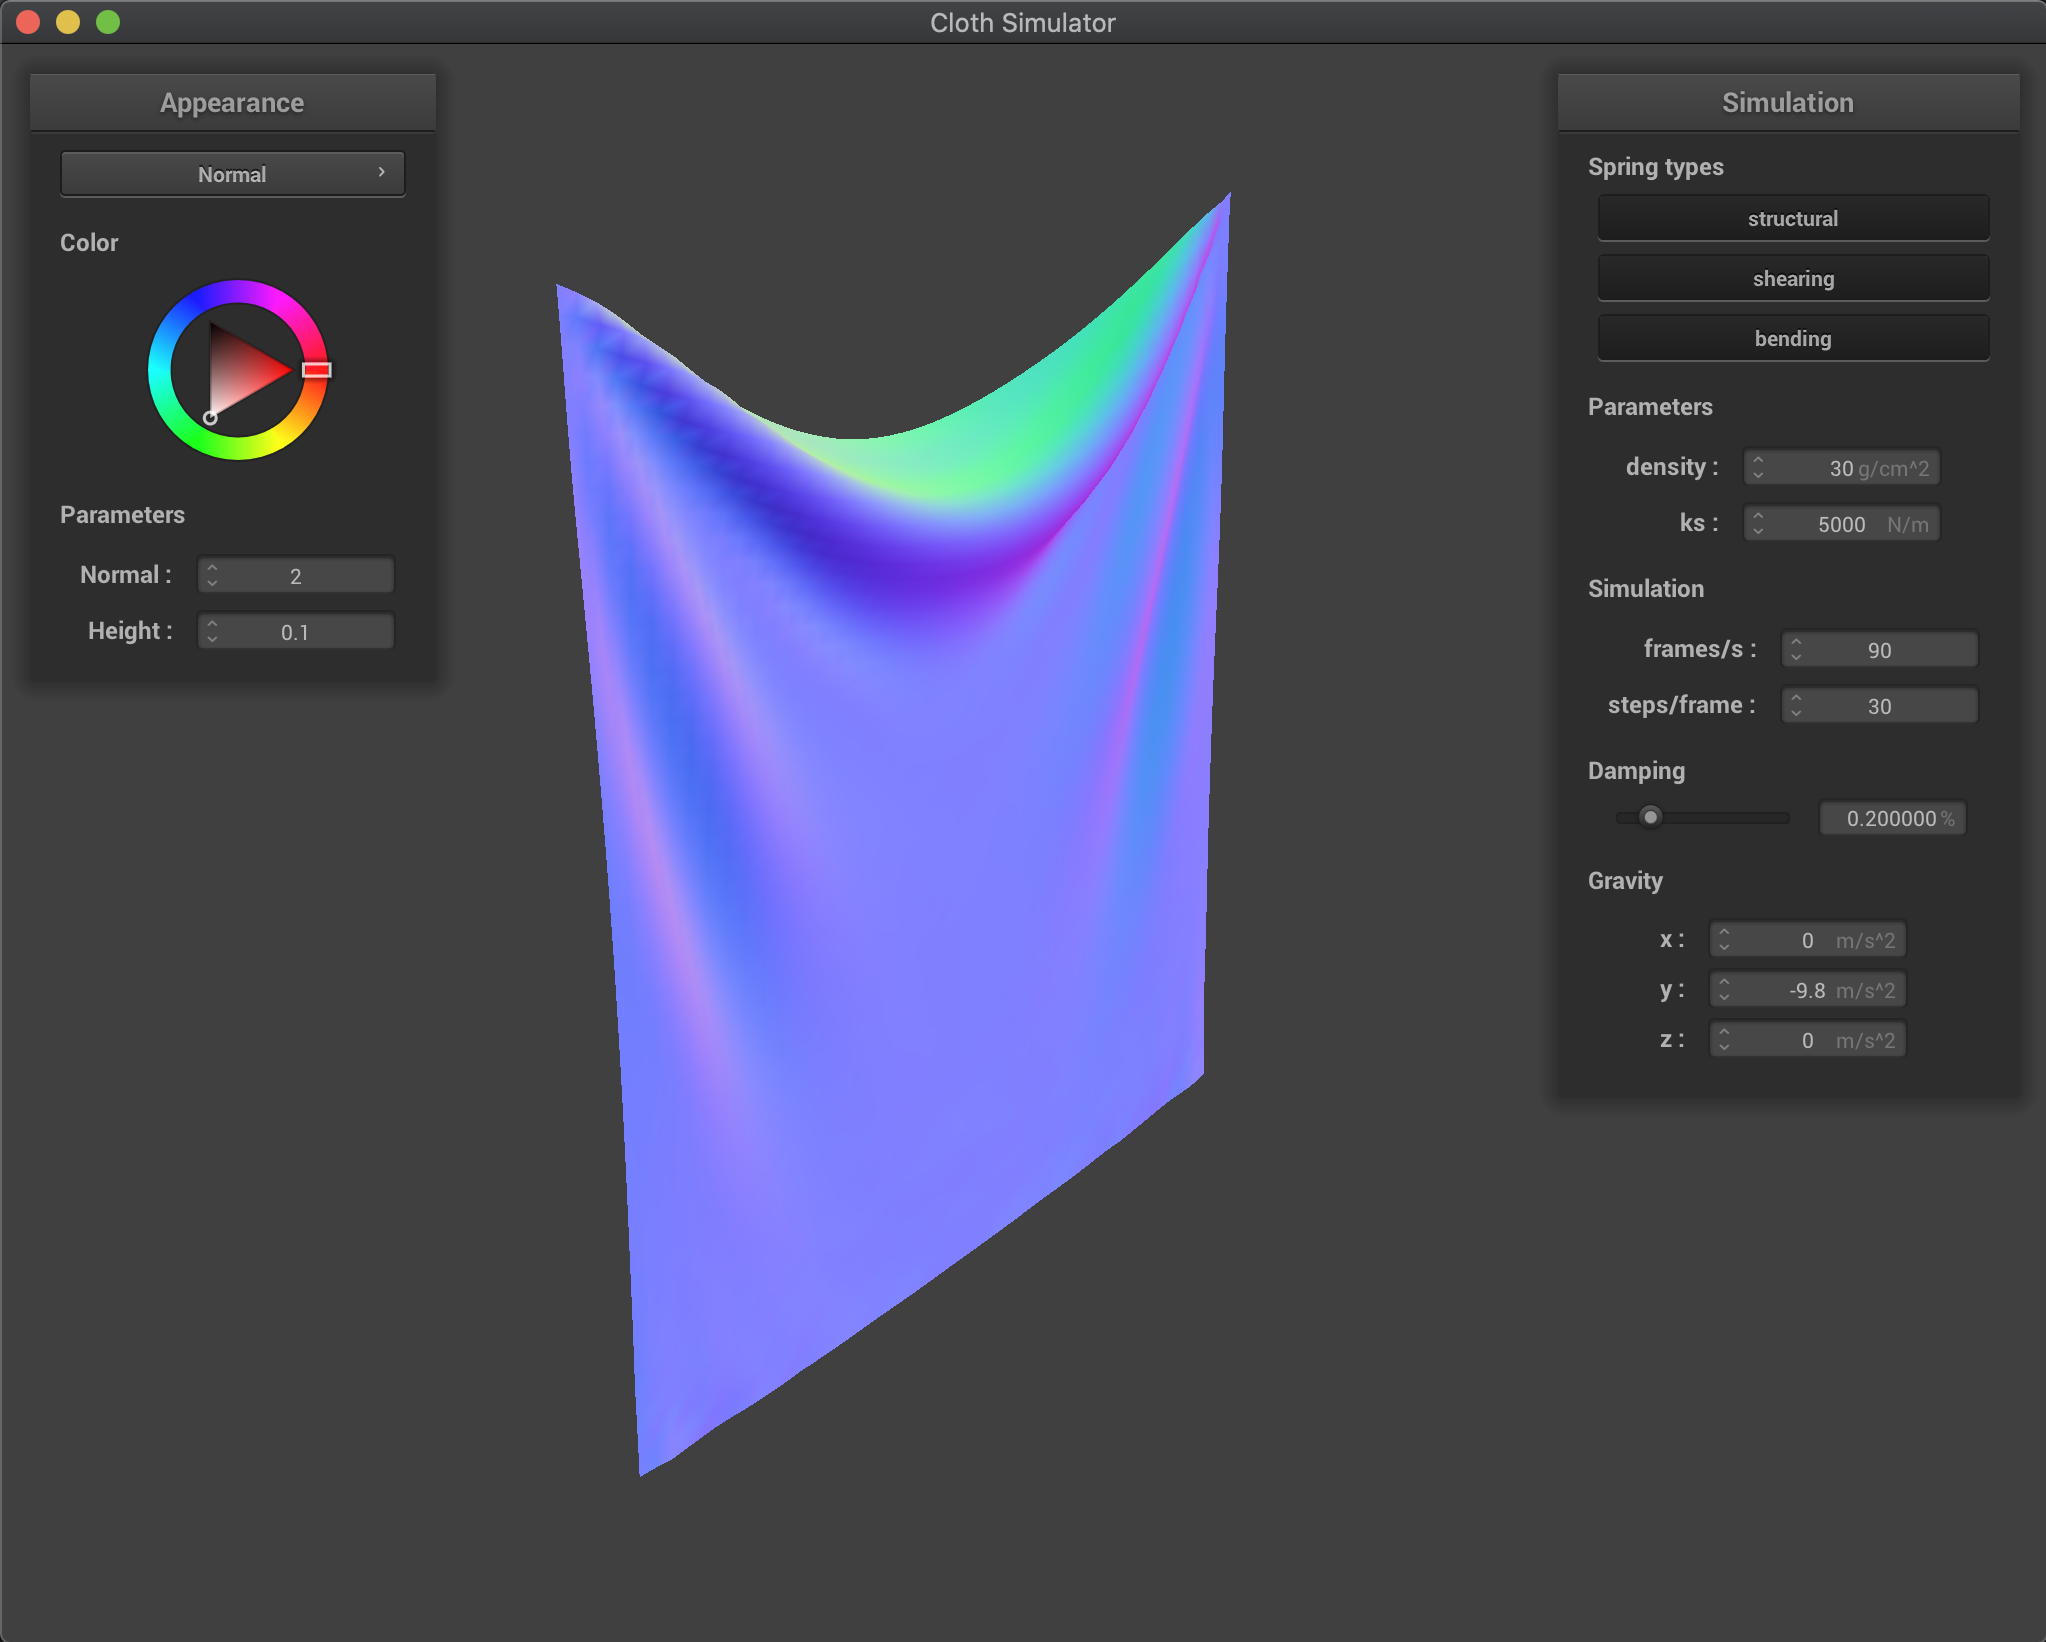 Cloth Simulator
Appearance
Normal
Color
Parameters
Normal : 2
Height : 0.1
Simulation
Spring types
structural
shearing
bending
Parameters
density : 30 g/cm^2
ks : 5000 N/m
Simulation
frames/s : 90
steps/frame : 30
Damping
0.200000 %
Gravity
x : 0 m/s^2
y : -9.8 m/s^2
z : 0 m/s^2